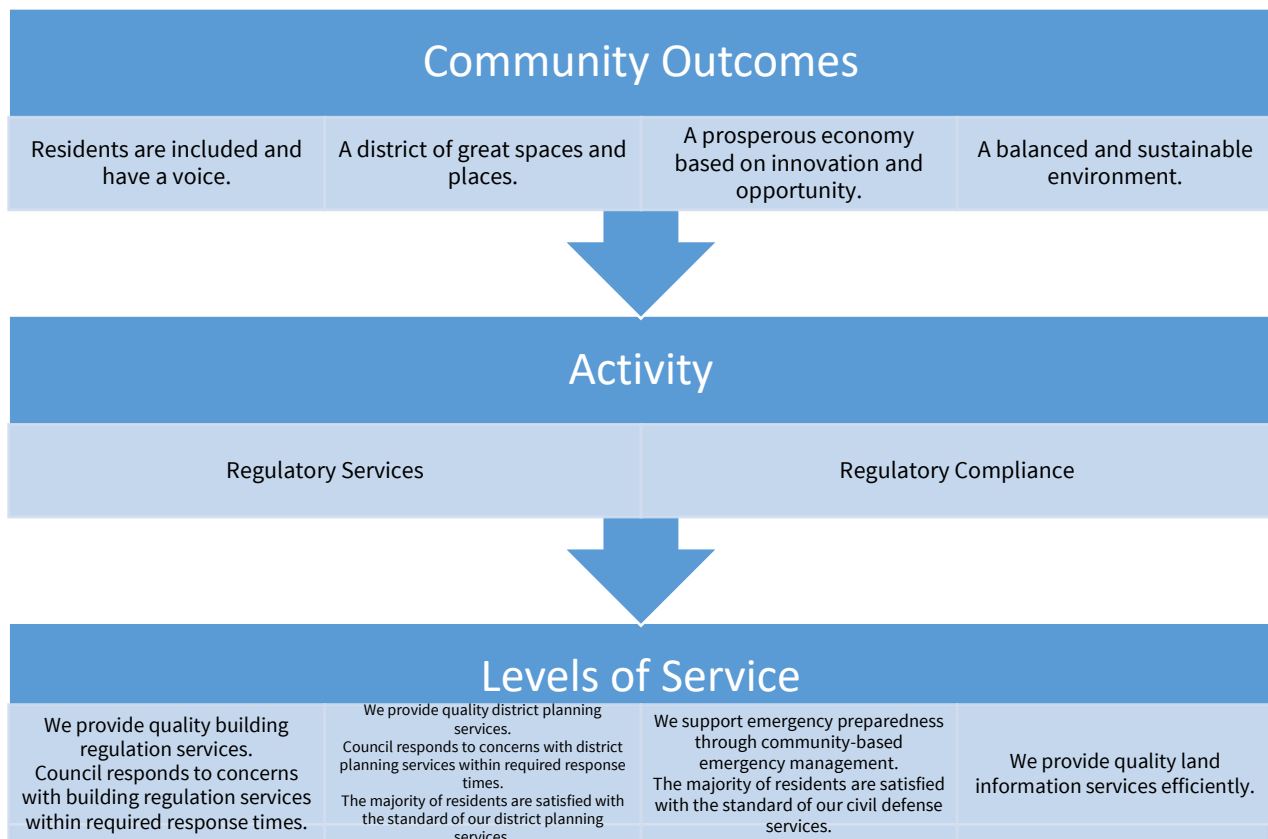 Community Outcomes
Residents are included and
have a voice.
A district of great spaces and
places.
A prosperous economy
based on innovation and
opportunity.
A balanced and sustainable
environment.
Activity
Regulatory Services
Regulatory Compliance
Levels of Service
We provide quality building
regulation services.
Council responds to concerns
with building regulation services
within required response times.
We provide quality district planning
services.
Council responds to concerns with district
planning services within required response
times.
The majority of residents are satisfied with
the standard of our district planning
services.
We support emergency preparedness
through community-based
emergency management.
The majority of residents are satisfied
with the standard of our civil defense
services.
We provide quality land
information services efficiently.